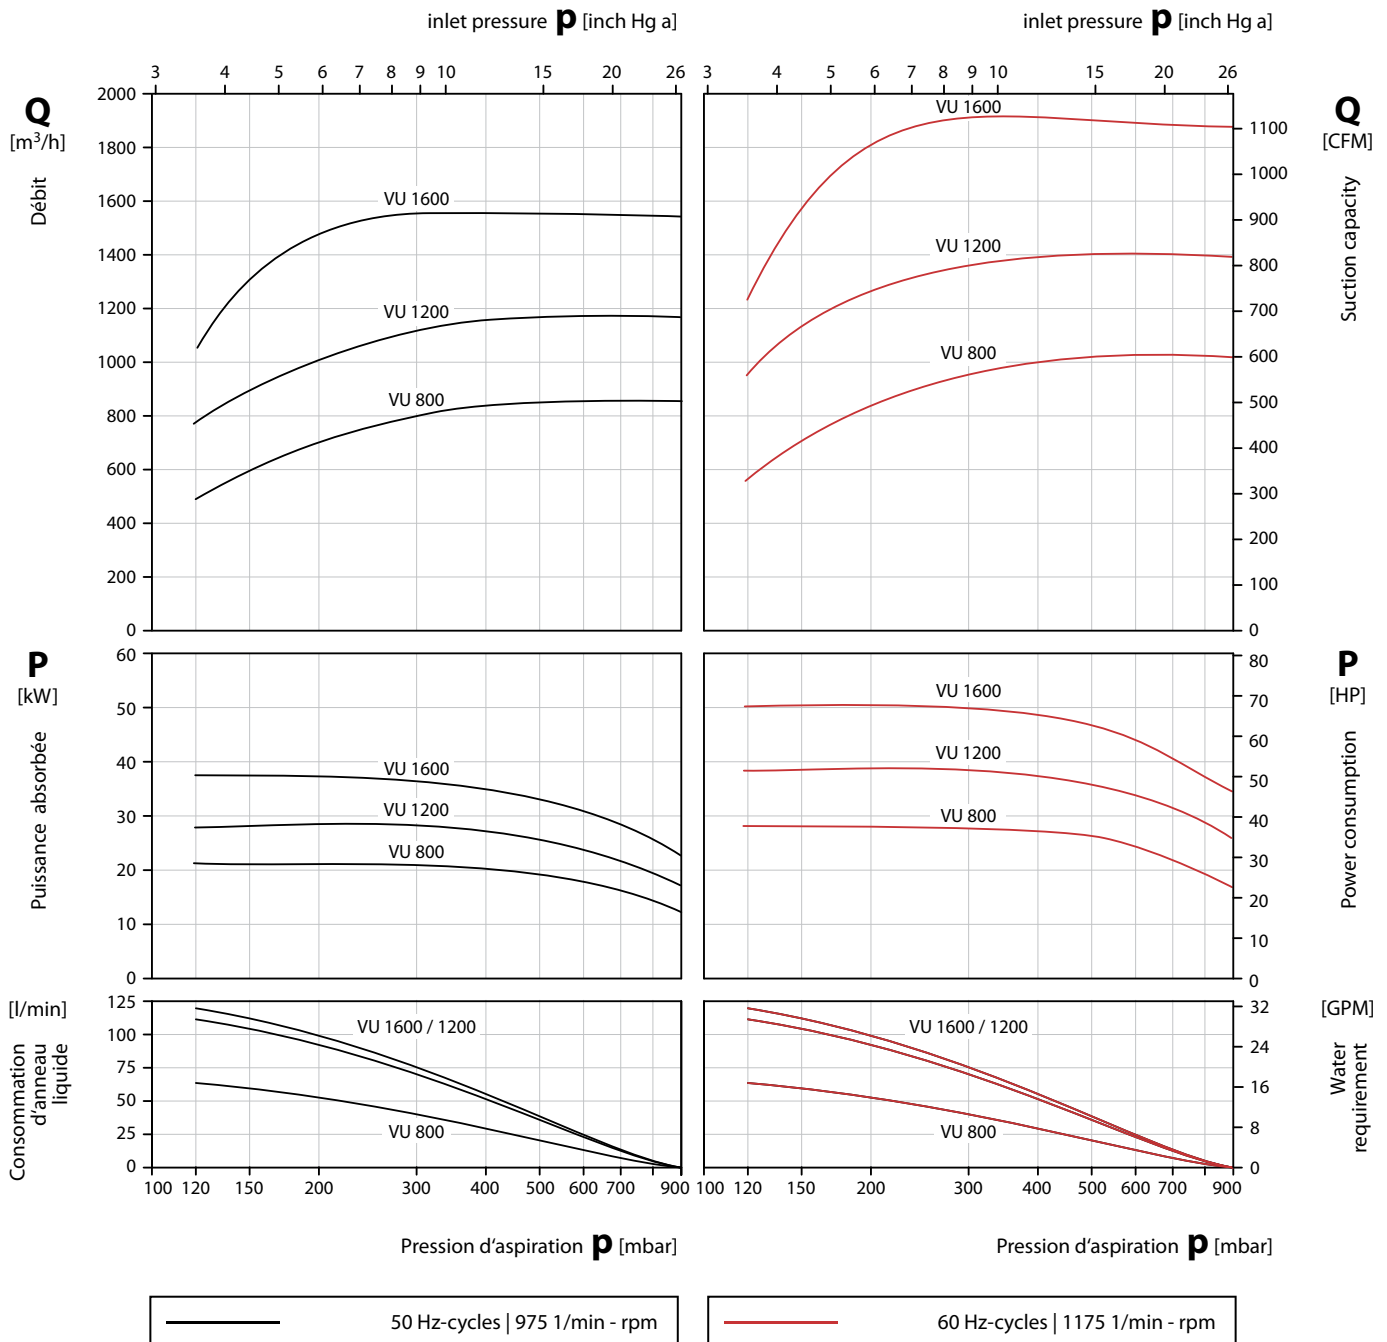 inlet pressure p [inch Hg a]
inlet pressure p [inch Hg a]
3 4 5 6 7 8 9 10 15 20 26
3 4 5 6 7 8 9 10 15 20 26
Q
[m³/h]
Débit
2000
1800
1600
1400
1200
1000
800
600
400
200
0
VU 1600
VU 1200
VU 800
VU 1600
VU 1200
VU 800
Q
[CFM]
Suction capacity
1100
1000
900
800
700
600
500
400
300
200
100
0
P
[kW]
Puissance absorbée
60
50
40
30
20
10
0
VU 1600
VU 1200
VU 800
VU 1600
VU 1200
VU 800
P
[HP]
Power consumption
80
70
60
50
40
30
20
10
0
[l/min]
Consommation
d'anneau
liquide
125
100
75
50
25
0
VU 1600 / 1200
VU 800
VU 1600 / 1200
VU 800
[GPM]
Water
requirement
32
24
16
8
0
100 120 150 200 300 400 500 600 700 900
100 120 150 200 300 400 500 600 700 900
Pression d‘aspiration p [mbar]
Pression d‘aspiration p [mbar]
50 Hz-cycles | 975 1/min - rpm
60 Hz-cycles | 1175 1/min - rpm